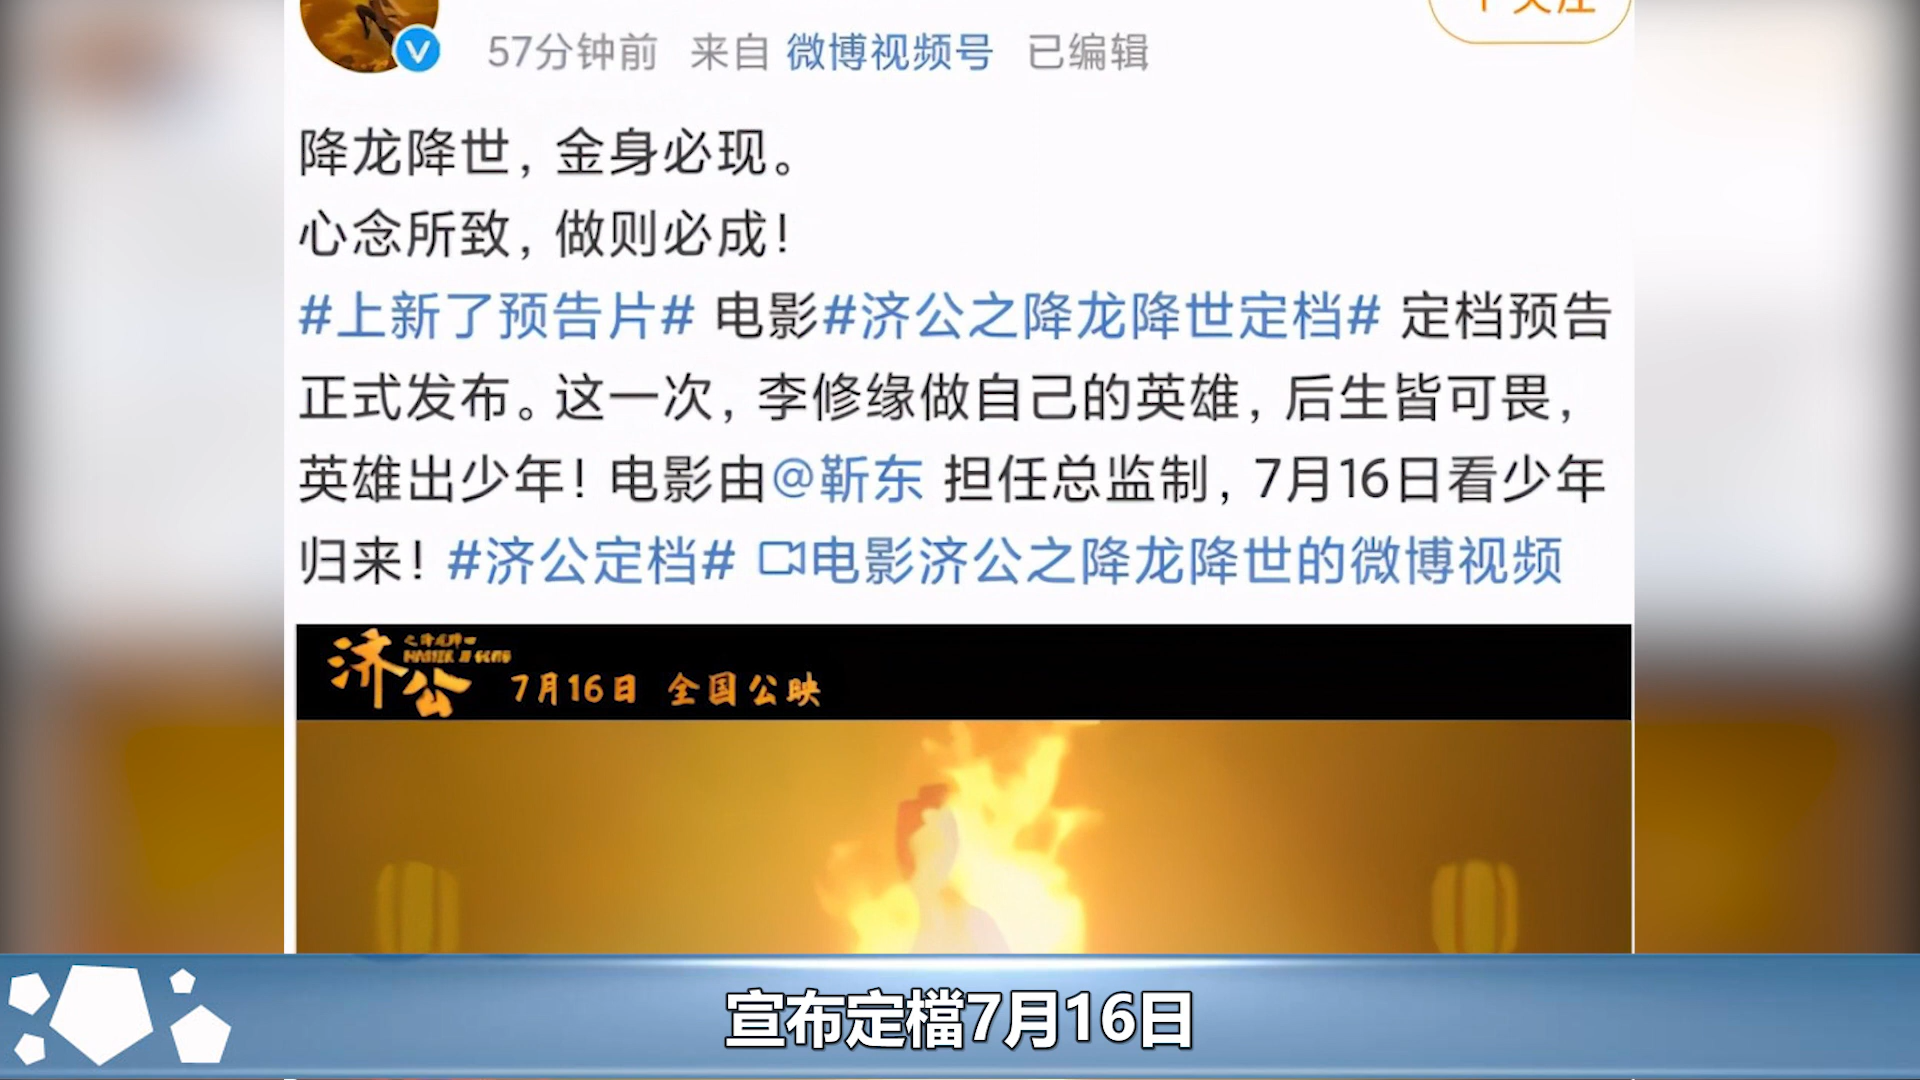 57分钟前 来自 微博视频号 已编辑
降龙降世，金身必现。
心念所致，做则必成！
#上新了预告片# 电影#济公之降龙降世定档# 定档预告
正式发布。这一次，李修缘做自己的英雄，后生皆可畏，
英雄出少年！电影由@靳东 担任总监制，7月16日看少年
归来！#济公定档# 电影济公之降龙降世的微博视频
济公
7月16日 全国公映
宣布定檔7月16日